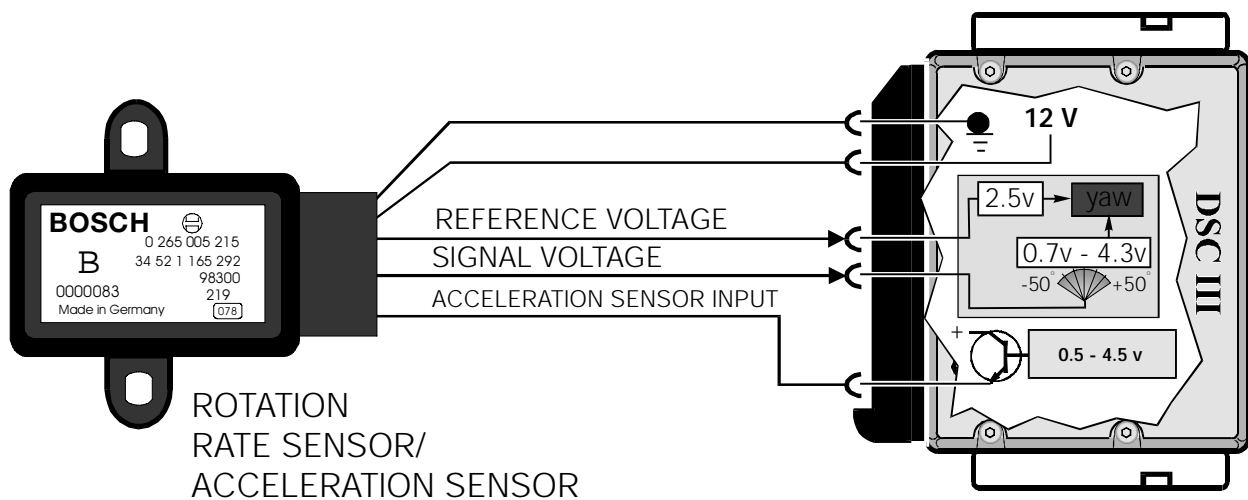 BOSCH
0 265 005 215
B 34 52 1 165 292
98300
0000083 219
Made in Germany 078
REFERENCE VOLTAGE
SIGNAL VOLTAGE
ACCELERATION SENSOR INPUT
ROTATION
RATE SENSOR/
ACCELERATION SENSOR
12 V
2.5v yaw
0.7v - 4.3v
-50° +50°
+
0.5 - 4.5 v
DSC III